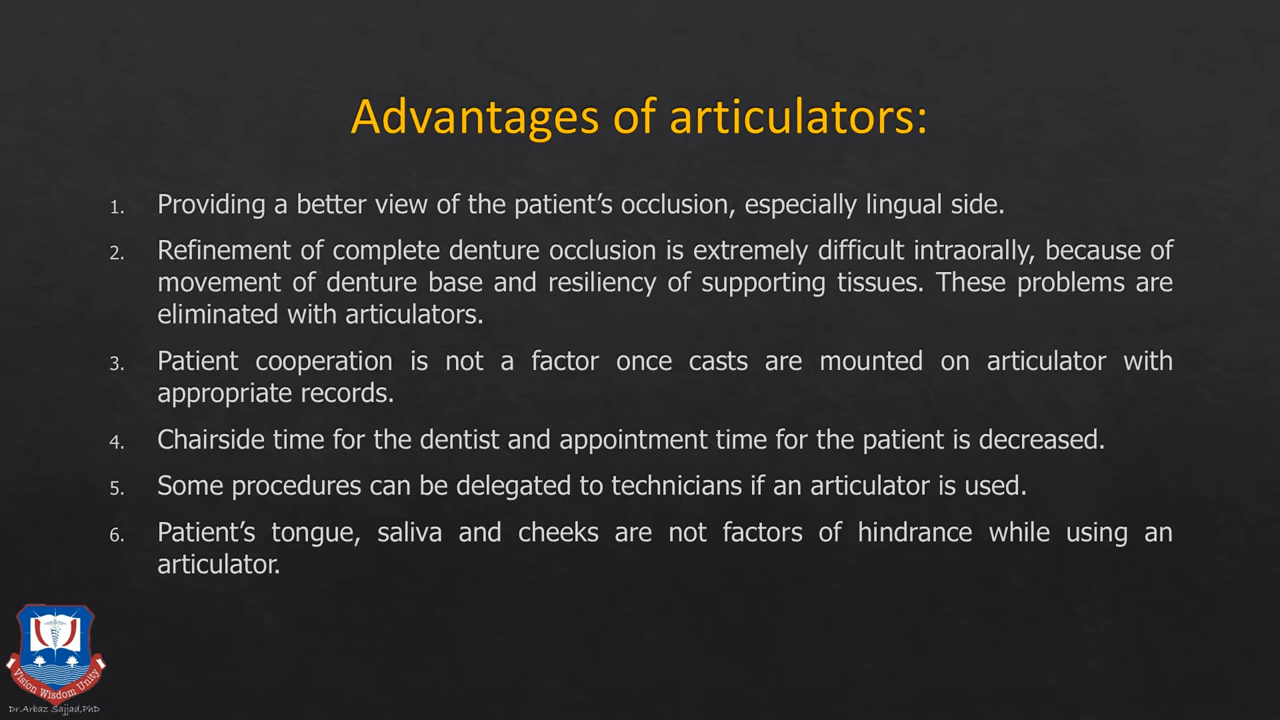 Advantages of articulators:
1. Providing a better view of the patient’s occlusion, especially lingual side.
2. Refinement of complete denture occlusion is extremely difficult intraorally, because of
movement of denture base and resiliency of supporting tissues. These problems are
eliminated with articulators.
3. Patient cooperation is not a factor once casts are mounted on articulator with
appropriate records.
4. Chairside time for the dentist and appointment time for the patient is decreased.
5. Some procedures can be delegated to technicians if an articulator is used.
6. Patient’s tongue, saliva and cheeks are not factors of hindrance while using an
articulator.
Vision Wisdom Unity
Dr.Arbaz Sajjad,PhD